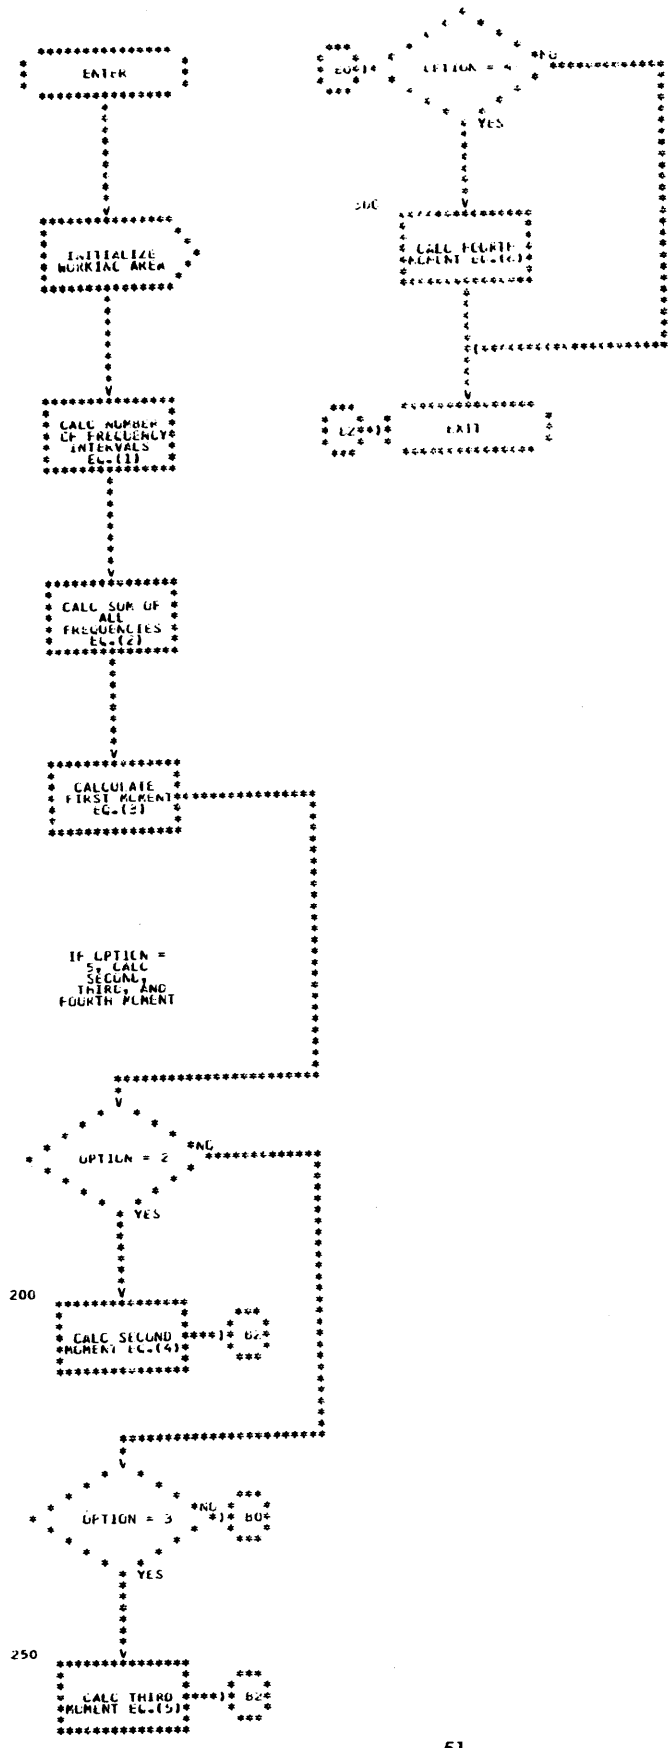 ENTER
INITIALIZE
WORKING AREA
CALC NUMBER
OF FREQUENCY
INTERVALS
EQ.(1)
CALC SUM OF
ALL
FREQUENCIES
EQ.(2)
CALCULATE
FIRST MOMENT
EQ.(3)
IF OPTION =
5, CALC
SECOND,
THIRD, AND
FOURTH MOMENT
OPTION = 2
NO
YES
200
CALC SECOND
MOMENT EQ.(4)
B2
OPTION = 3
NO
B0
YES
250
CALC THIRD
MOMENT EQ.(5)
B2
OPTION = 4
NO
YES
300
CALC FOURTH
MOMENT EQ.(6)
EXIT